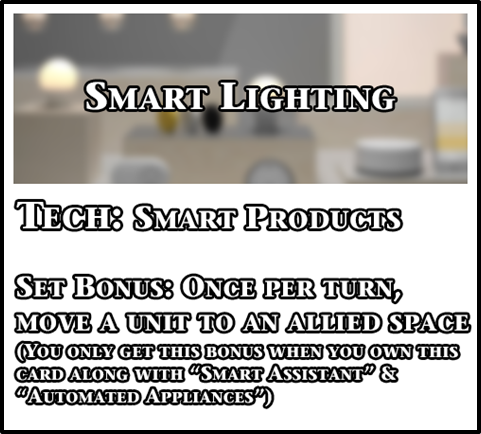 Smart Lighting
Tech: Smart Products
Set Bonus: Once per turn,
move a unit to an allied space
(You only get this bonus when you own this
card along with “Smart Assistant” &
“Automated Appliances”)